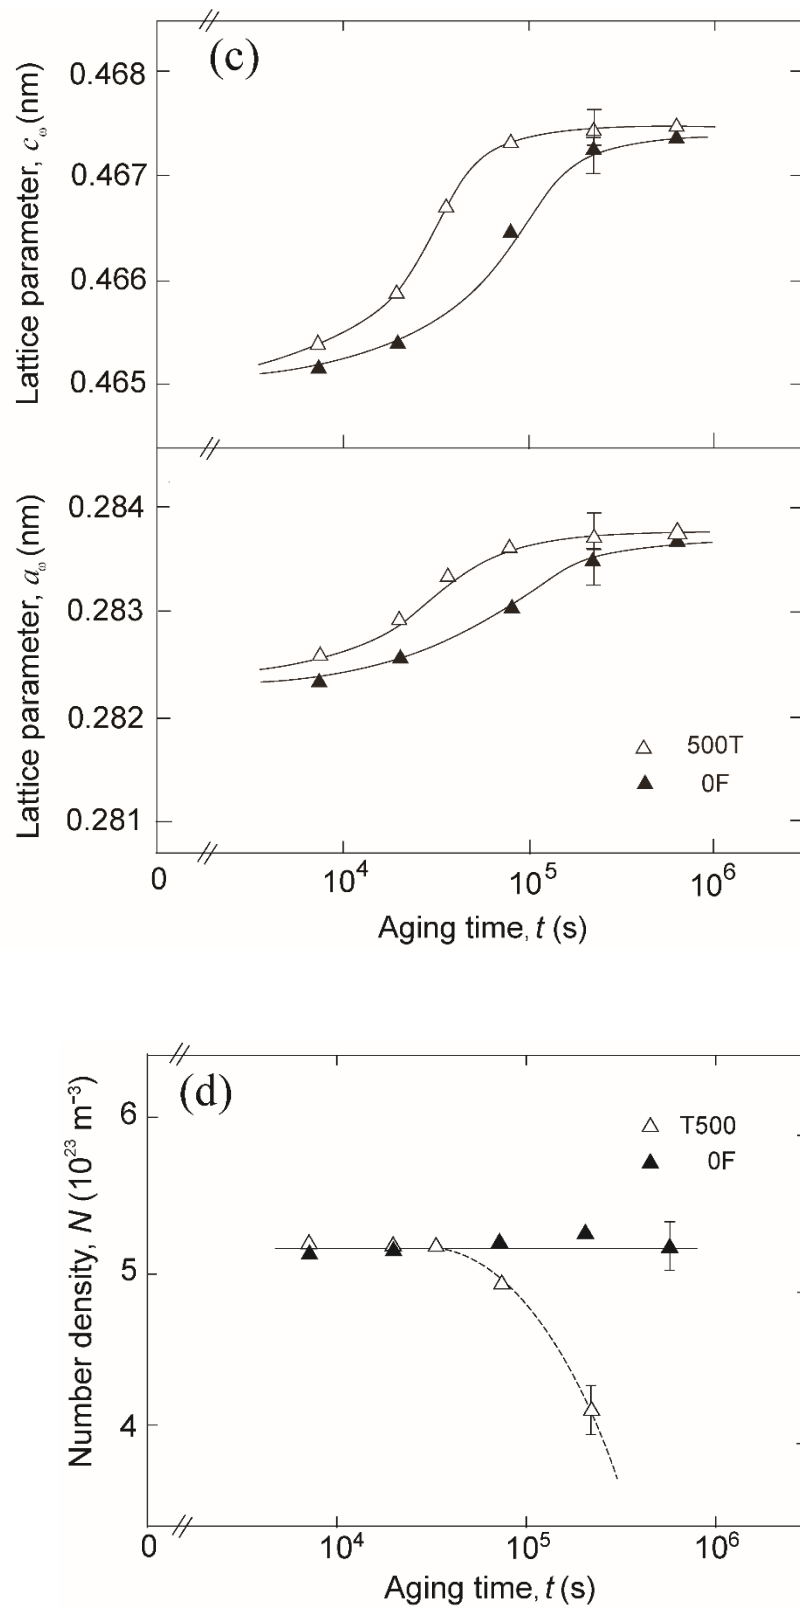 (c)
Lattice parameter, cω (nm)
0.468
0.467
0.466
0.465
Lattice parameter, aω (nm)
0.284
0.283
0.282
0.281
△ 500T
▲ 0F
0 10⁴ 10⁵ 10⁶
Aging time, t (s)
(d)
Number density, N (10²³ m⁻³)
6
5
4
△ T500
▲ 0F
0 10⁴ 10⁵ 10⁶
Aging time, t (s)